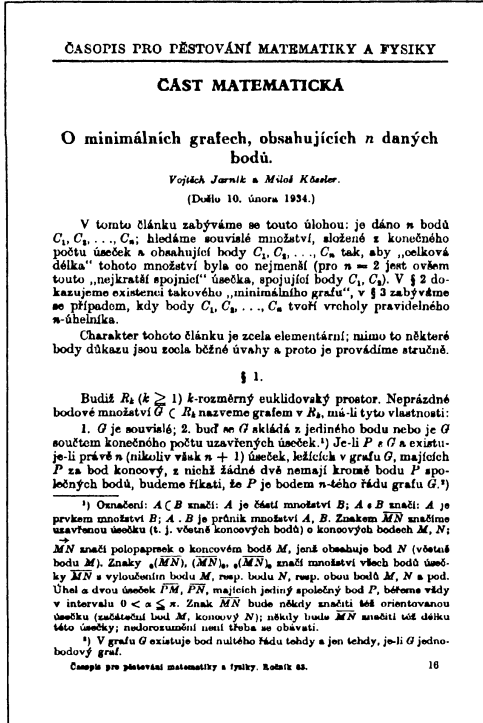 ČASOPIS PRO PĚSTOVÁNÍ MATEMATIKY A FYSIKY
ČÁST MATEMATICKÁ
O minimálních grafech, obsahujících n daných
bodů.
Vojtěch Jarník a Miloš Kössler.
(Došlo 10. února 1934.)
V tomto článku zabýváme se touto úlohou: je dáno n bodů
C₁, C₂, . . ., Cₙ; hledáme souvislé množství, složené z konečného
počtu úseček a obsahující body C₁, C₂, . . ., Cₙ tak, aby „celková
délka“ tohoto množství byla co nejmenší (pro n = 2 jest ovšem
touto „nejkratší spojnicí“ úsečka, spojující body C₁, C₂). V § 2 do-
kazujeme existenci takového „minimálního grafu“, v § 3 zabýváme
se případem, kdy body C₁, C₂, . . ., Cₙ tvoří vrcholy pravidelného
n-úhelníka.
Charakter tohoto článku je zcela elementární; mimo to některé
body důkazu jsou zcela běžné úvahy a proto je provádíme stručně.
§ 1.
Budiž Rₖ (k ≧ 1) k-rozměrný euklidovský prostor. Neprázdné
bodové množství G ⊂ Rₖ nazveme grafem v Rₖ, má-li tyto vlastnosti:
1. G je souvislé; 2. buď se G skládá z jediného bodu nebo je G
součtem konečného počtu uzavřených úseček.¹) Je-li P ε G a existu-
je-li právě n (nikoliv však n + 1) úseček, ležících v grafu G, majících
P za bod koncový, z nichž žádné dvě nemají kromě bodu P spo-
lečných bodů, budeme říkati, že P je bodem n-tého řádu grafu G.²)
¹) Označení: A ⊂ B značí: A je částí množství B; A ε B značí: A je
prvkem množství B; A . B je průnik množství A, B. Znakem M̅N̅ značíme
uzavřenou úsečku (t. j. včetně koncových bodů) o koncových bodech M, N;
M⃗N značí polopaprsek o koncovém bodě M, jenž obsahuje bod N (včetně
bodu M). Znaky ₀(M̅N̅), (M̅N̅)₀, ₀(M̅N̅)₀ značí množství všech bodů úseč-
ky M̅N̅ s vyloučením bodu M, resp. bodu N, resp. obou bodů M, N a pod.
Úhel α dvou úseček P̅M̅, P̅N̅, majících jediný společný bod P, béřeme vždy
v intervalu 0 < α ≦ π. Znak M̅N̅ bude někdy značiti též orientovanou
úsečku (začáteční bod M, koncový N); někdy bude M̅N̅ značiti též délku
této úsečky; nedorozumění není třeba se obávati.
²) V grafu G existuje bod nultého řádu tehdy a jen tehdy, je-li G jedno-
bodový graf.
Časopis pro pěstování matematiky a fysiky. Ročník 63. 16